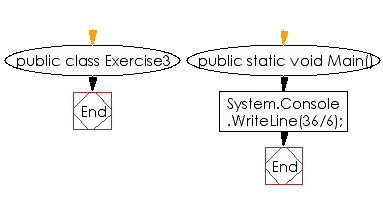 public class Exercise3
End
public static void Main()
System.Console
.WriteLine(36/6);
End